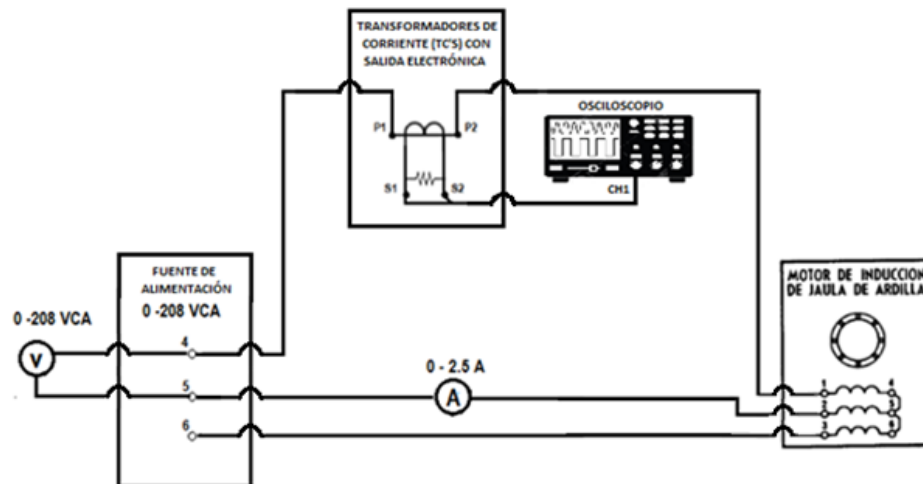 TRANSFORMADORES DE
CORRIENTE (TC'S) CON
SALIDA ELECTRÓNICA
P1
P2
S1
S2
OSCILOSCOPIO
CH1
FUENTE DE
ALIMENTACIÓN
0 -208 VCA
4
5
6
0 -208 VCA
V
0 - 2.5 A
A
MOTOR DE INDUCCION
DE JAULA DE ARDILLA
1
4
2
5
3
6